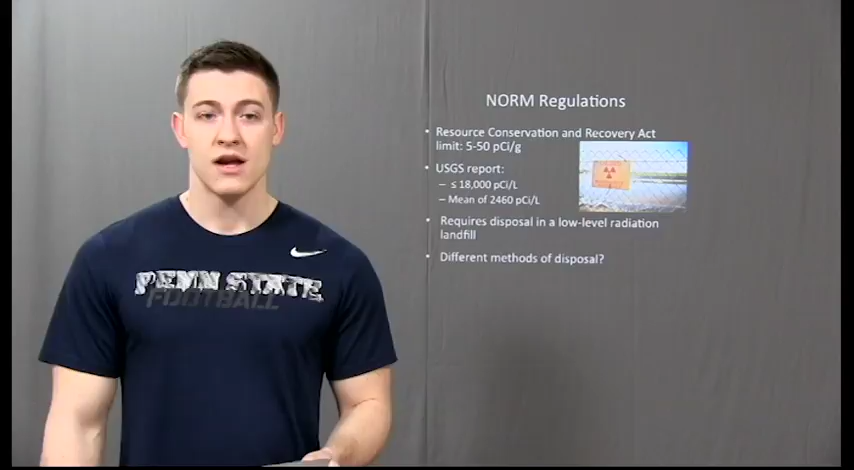 NORM Regulations
• Resource Conservation and Recovery Act
limit: 5-50 pCi/g
• USGS report:
– ≤ 18,000 pCi/L
– Mean of 2460 pCi/L
• Requires disposal in a low-level radiation
landfill
• Different methods of disposal?
PENN STATE
FOOTBALL